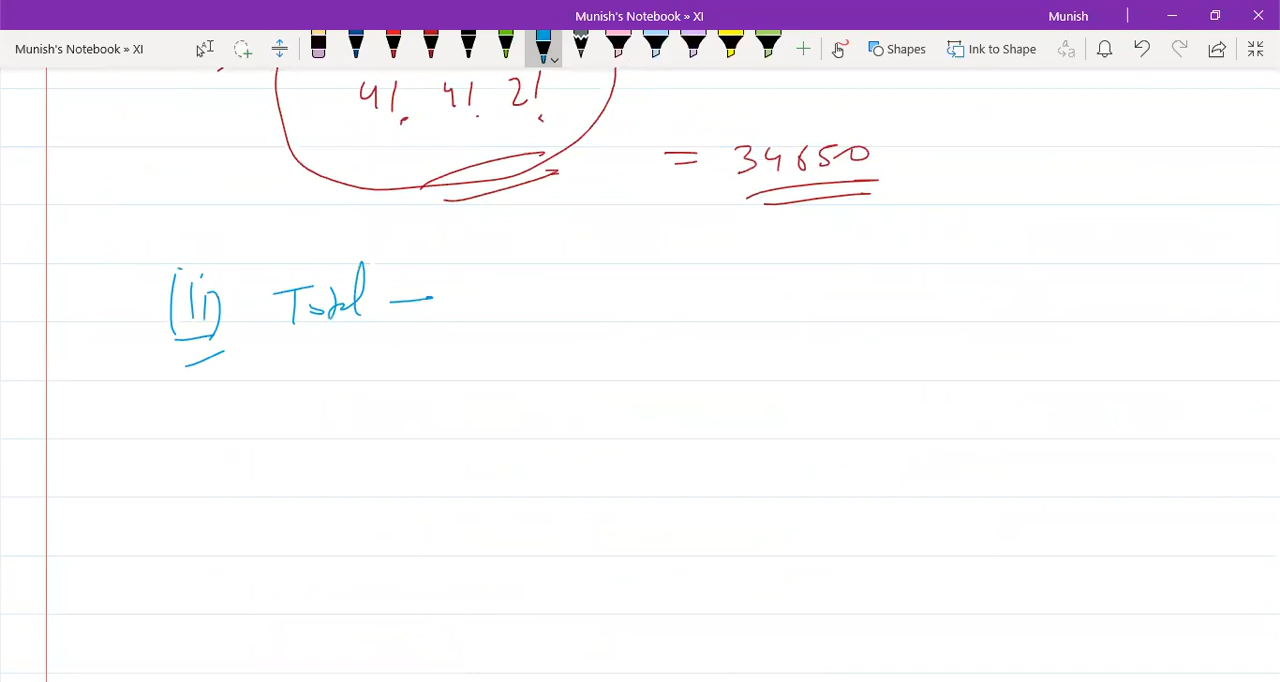 Munish's Notebook » XI
Munish
Munish's Notebook » XI
Shapes
Ink to Shape
4! 4! 2!
= 34650
(ii) Total —